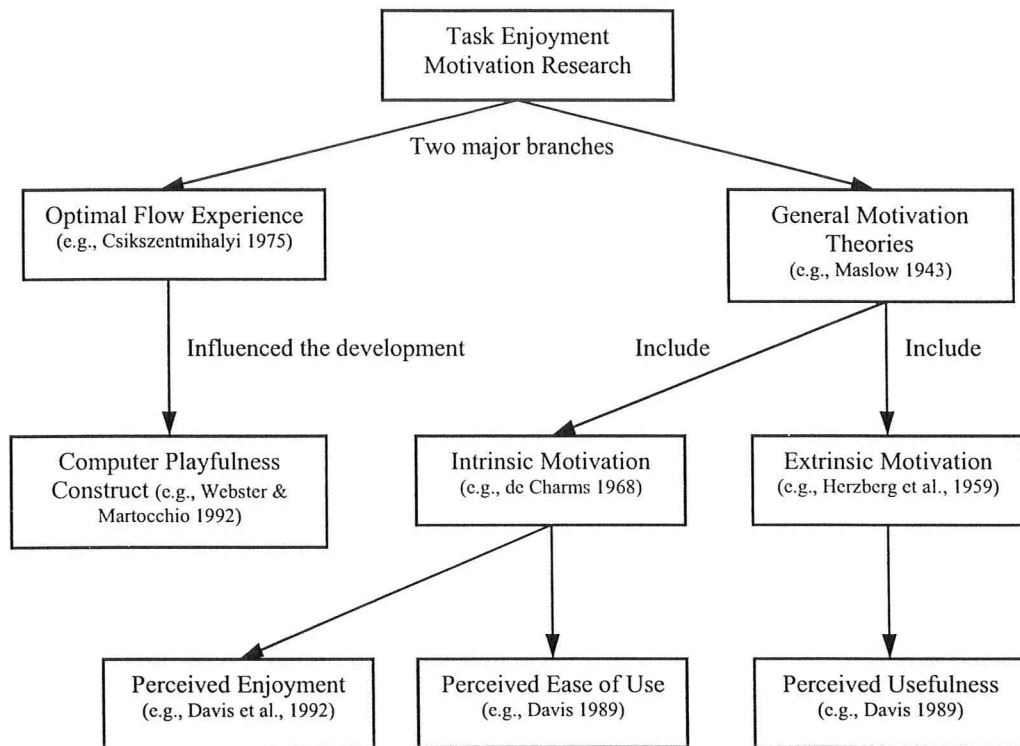 Task Enjoyment
Motivation Research
Two major branches
Optimal Flow Experience
(e.g., Csikszentmihalyi 1975)
General Motivation
Theories
(e.g., Maslow 1943)
Influenced the development
Include
Include
Computer Playfulness
Construct (e.g., Webster &
Martocchio 1992)
Intrinsic Motivation
(e.g., de Charms 1968)
Extrinsic Motivation
(e.g., Herzberg et al., 1959)
Perceived Enjoyment
(e.g., Davis et al., 1992)
Perceived Ease of Use
(e.g., Davis 1989)
Perceived Usefulness
(e.g., Davis 1989)